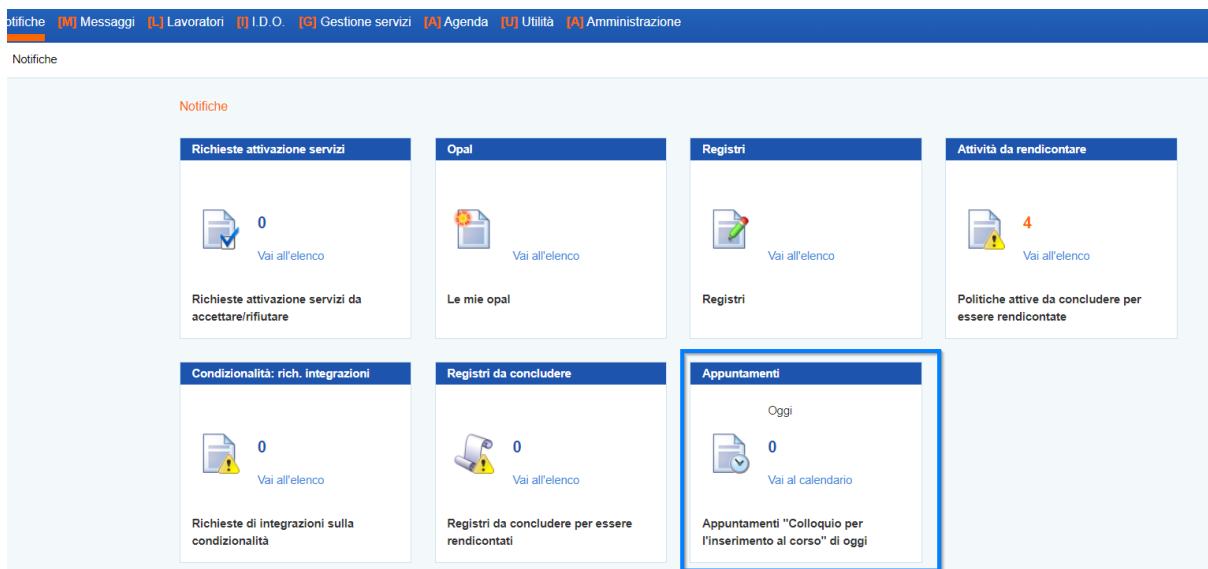 otifiche [M] Messaggi [L] Lavoratori [I] I.D.O. [G] Gestione servizi [A] Agenda [U] Utilità [A] Amministrazione
Notifiche
Notifiche
Richieste attivazione servizi
0
Vai all'elenco
Richieste attivazione servizi da
accettare/rifiutare
Opal
Vai all'elenco
Le mie opal
Registri
Vai all'elenco
Registri
Attività da rendicontare
4
Vai all'elenco
Politiche attive da concludere per
essere rendicontate
Condizionalità: rich. integrazioni
0
Vai all'elenco
Richieste di integrazioni sulla
condizionalità
Registri da concludere
0
Vai all'elenco
Registri da concludere per essere
rendicontati
Appuntamenti
Oggi
0
Vai al calendario
Appuntamenti "Colloquio per
l'inserimento al corso" di oggi